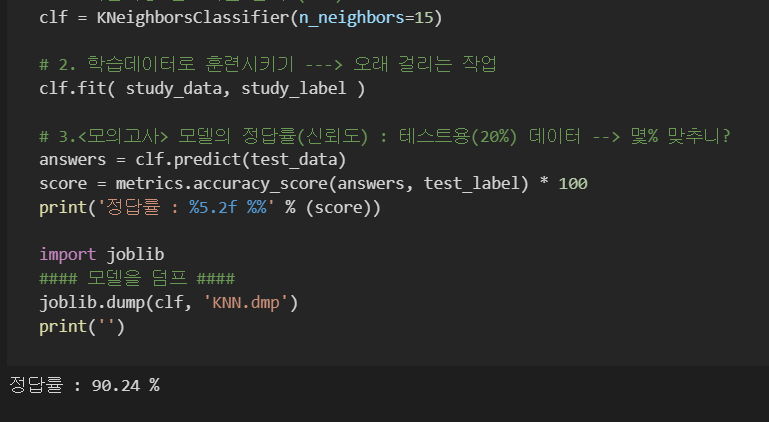 clf = KNeighborsClassifier(n_neighbors=15)
# 2. 학습데이터로 훈련시키기 ---> 오래 걸리는 작업
clf.fit( study_data, study_label )
# 3.<모의고사> 모델의 정답률(신뢰도) : 테스트용(20%) 데이터 --> 몇% 맞추니?
answers = clf.predict(test_data)
score = metrics.accuracy_score(answers, test_label) * 100
print('정답률 : %5.2f %%' % (score))
import joblib
#### 모델을 덤프 ####
joblib.dump(clf, 'KNN.dmp')
print('')
정답률 : 90.24 %